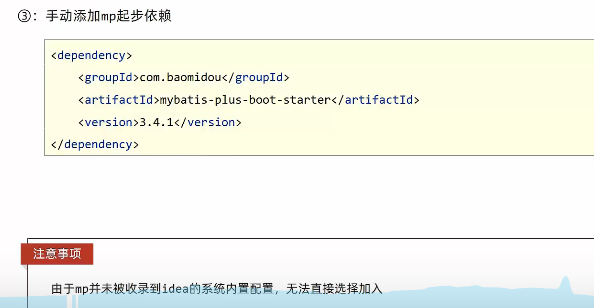 ③：手动添加mp起步依赖
<dependency>
    <groupId>com.baomidou</groupId>
    <artifactId>mybatis-plus-boot-starter</artifactId>
    <version>3.4.1</version>
</dependency>
注意事项
由于mp并未被收录到idea的系统内置配置，无法直接选择加入